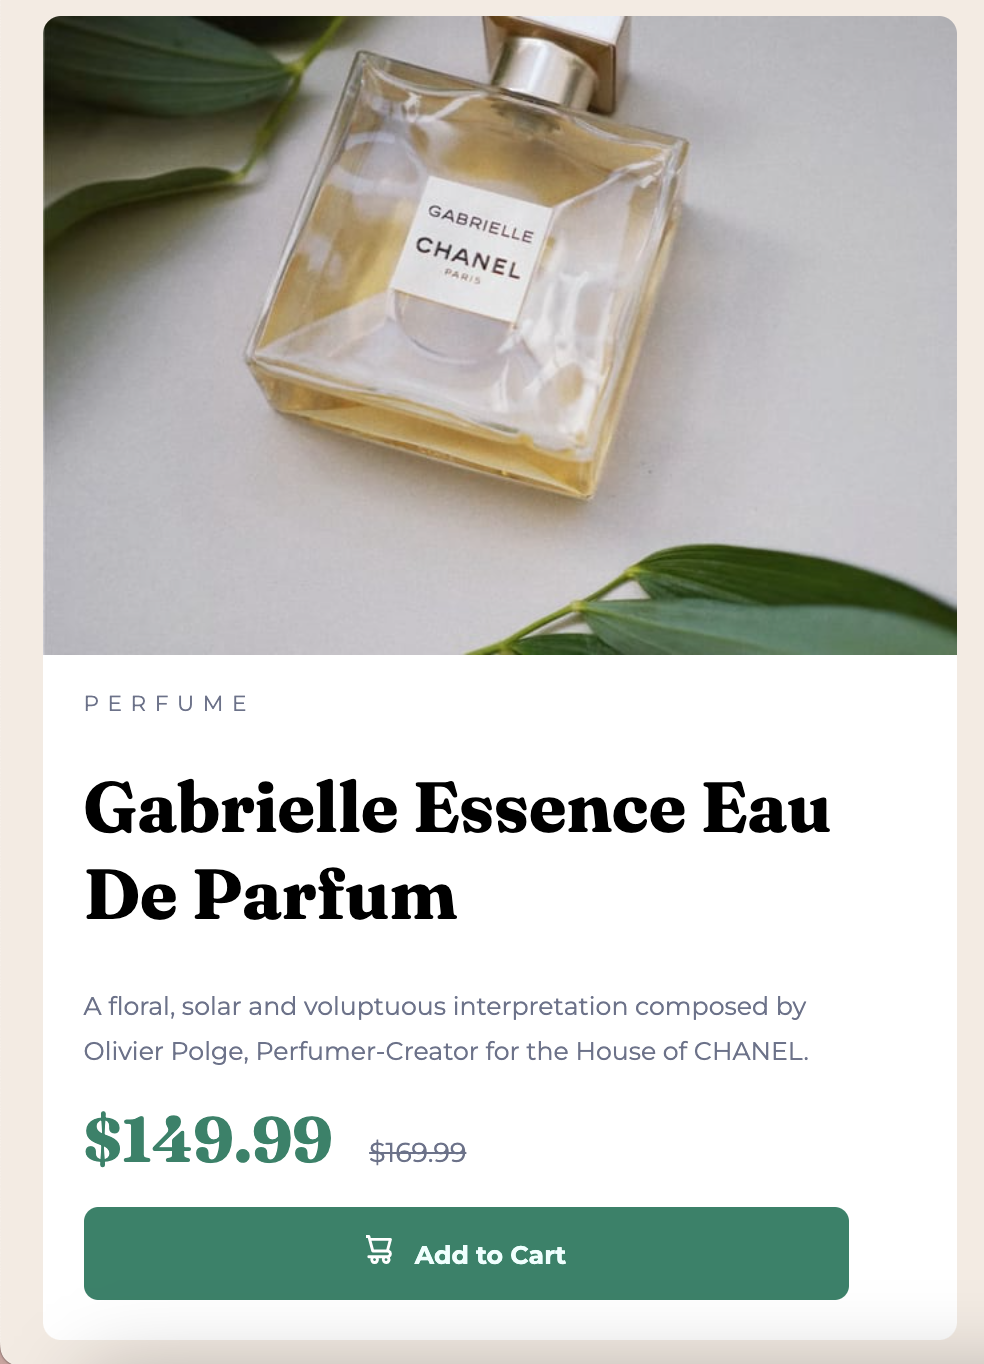 GABRIELLE
CHANEL
PARIS
PERFUME
Gabrielle Essence Eau
De Parfum
A floral, solar and voluptuous interpretation composed by
Olivier Polge, Perfumer-Creator for the House of CHANEL.
$149.99 $169.99
Add to Cart